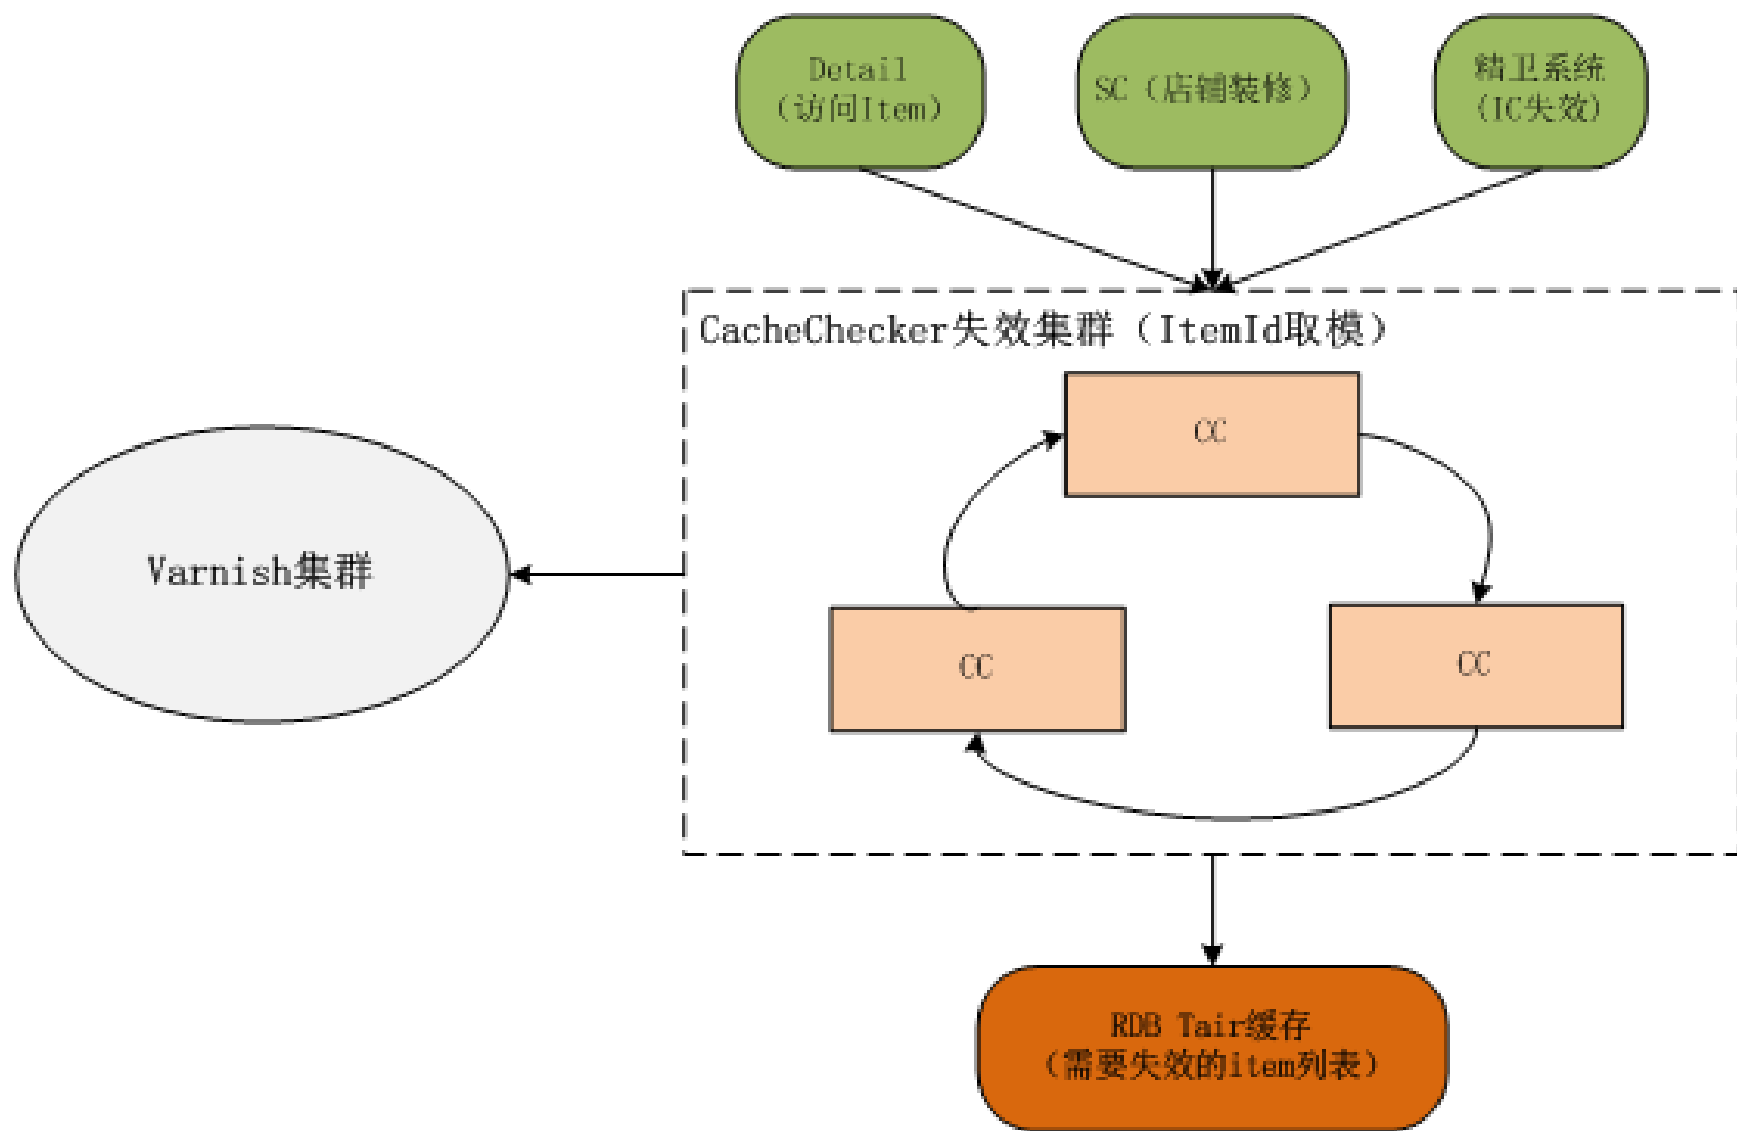 Detail
（访问Item）
SC（店铺装修）
精卫系统
(IC失效)
CacheChecker失效集群（ItemId取模）
CC
Varnish集群
CC
CC
RDB Tair缓存
（需要失效的item列表）